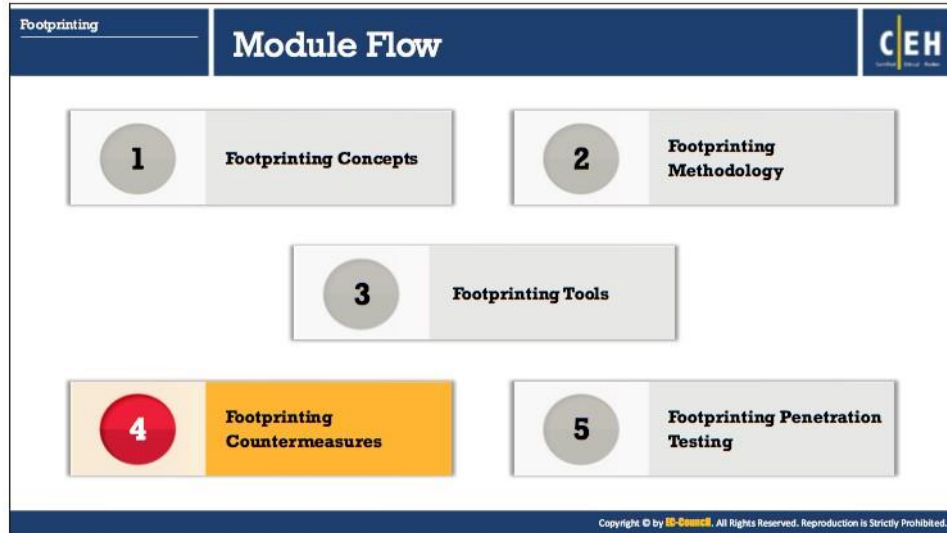 Footprinting
Module Flow
C|EH
1
Footprinting Concepts
2
Footprinting
Methodology
3
Footprinting Tools
4
Footprinting
Countermeasures
5
Footprinting Penetration
Testing
Copyright © by EC-Council. All Rights Reserved. Reproduction is Strictly Prohibited.